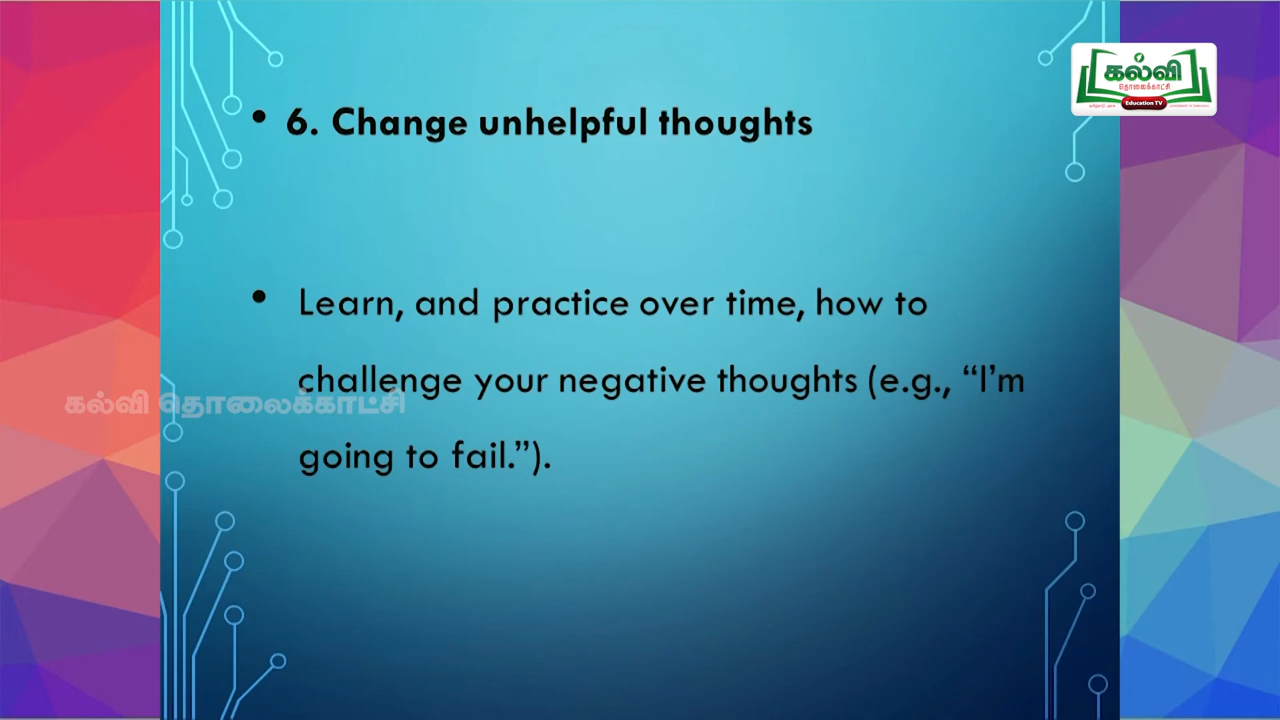 • 6. Change unhelpful thoughts
கல்வி
தொலைக்காட்சி
Education TV
• Learn, and practice over time, how to
challenge your negative thoughts (e.g., “I’m
கல்வி தொலைக்காட்சி
going to fail.”).